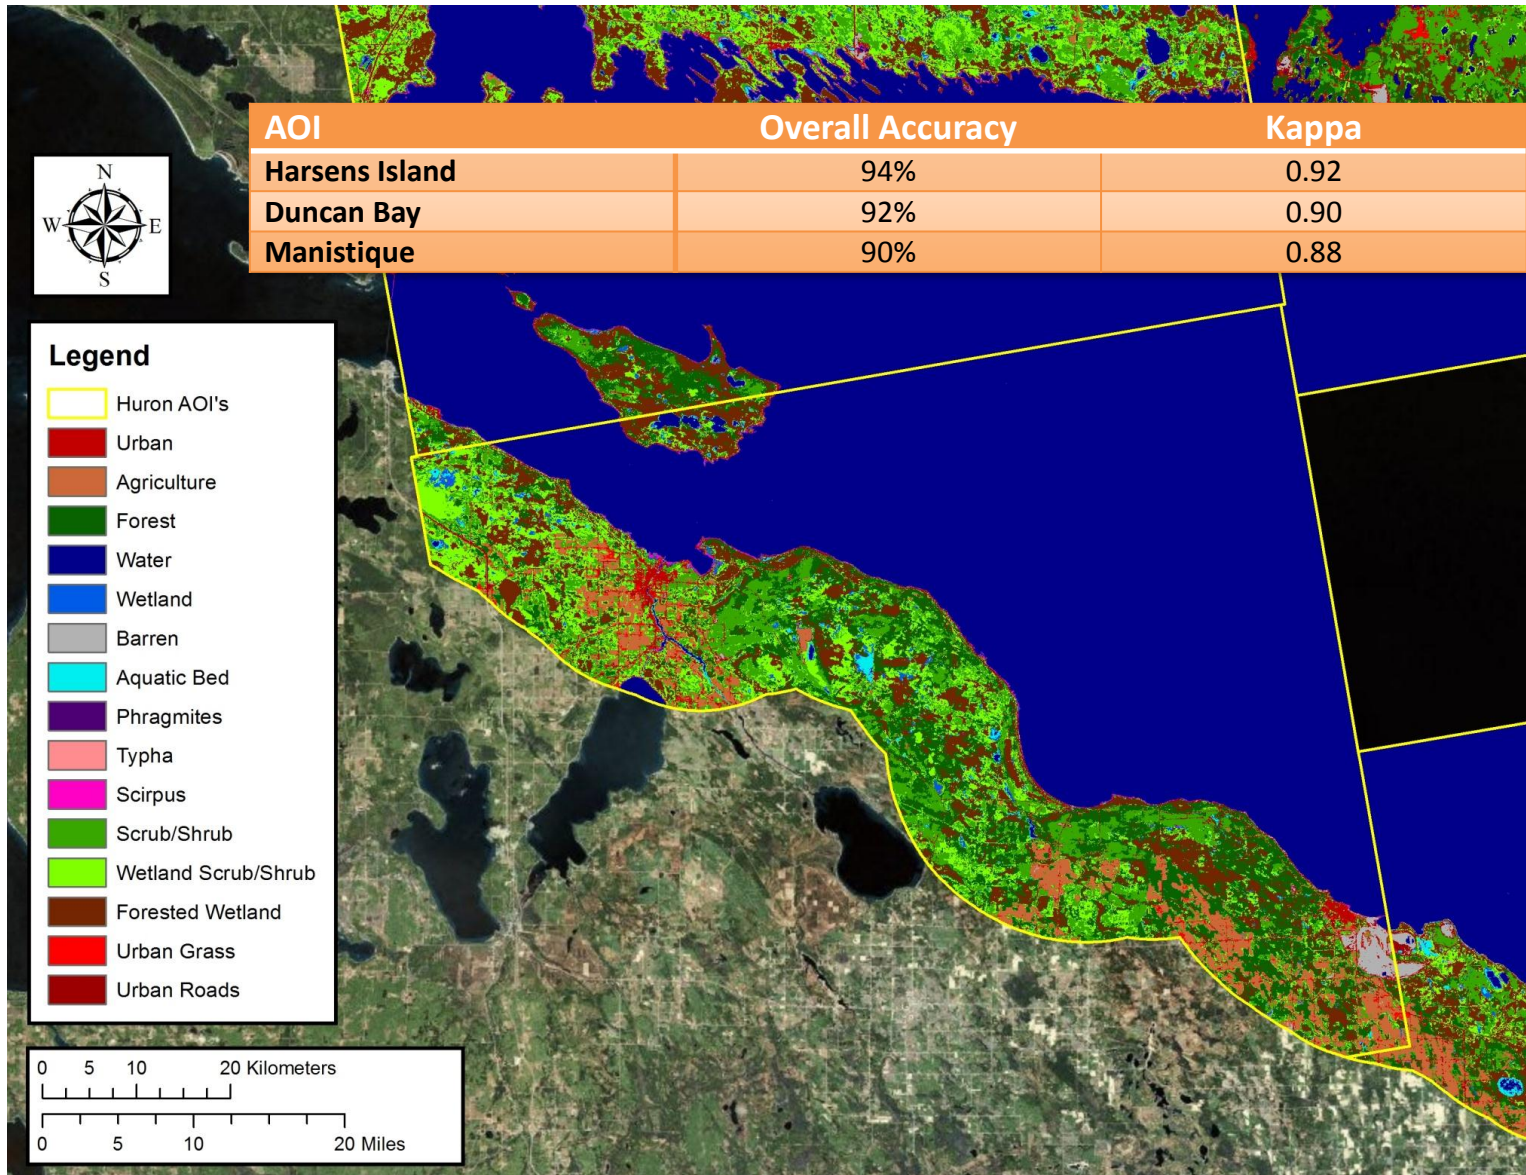 AOI Overall Accuracy Kappa
Harsens Island 94% 0.92
Duncan Bay 92% 0.90
Manistique 90% 0.88
N
W E
S
Legend
Huron AOI's
Urban
Agriculture
Forest
Water
Wetland
Barren
Aquatic Bed
Phragmites
Typha
Scirpus
Scrub/Shrub
Wetland Scrub/Shrub
Forested Wetland
Urban Grass
Urban Roads
0 5 10 20 Kilometers
0 5 10 20 Miles